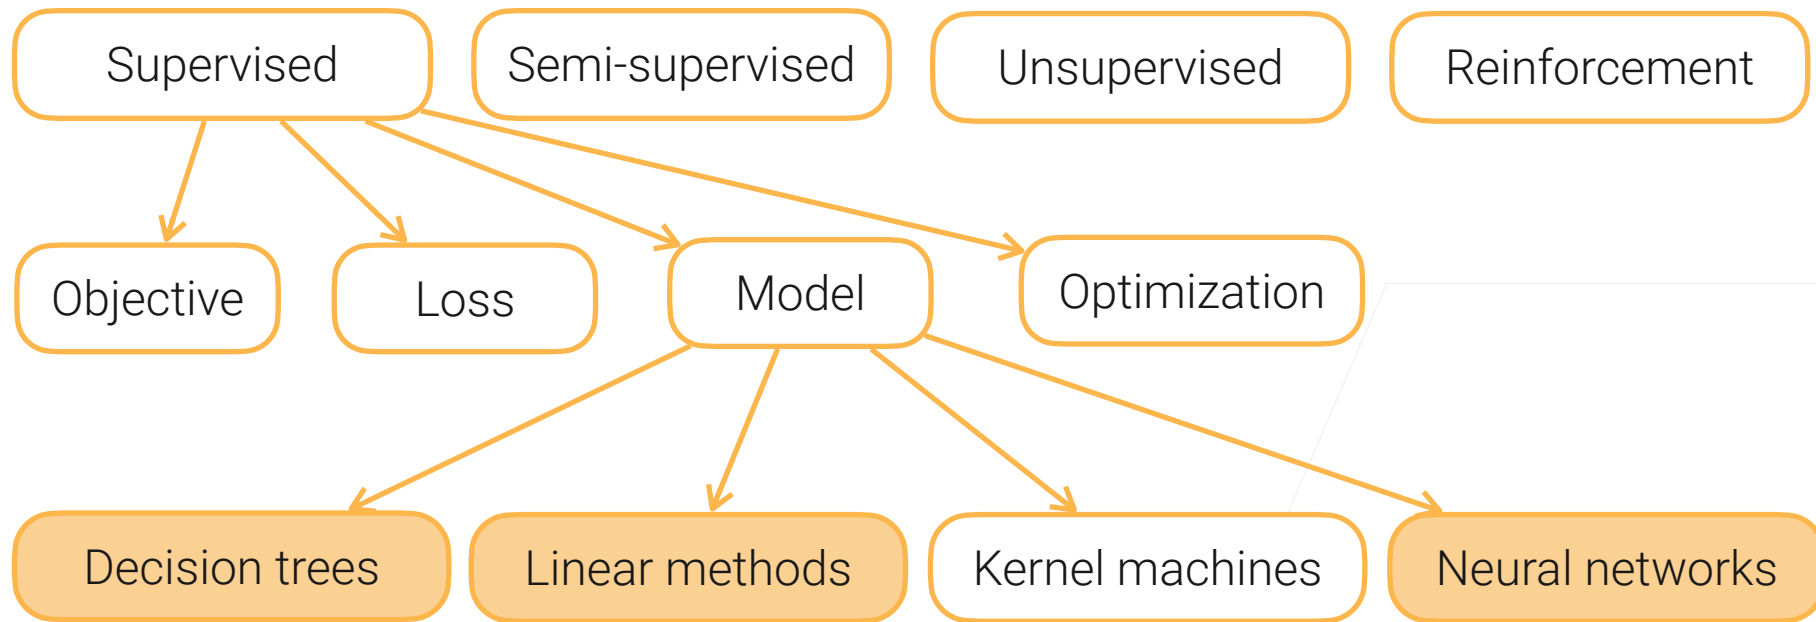 Supervised
Semi-supervised
Unsupervised
Reinforcement
Objective
Loss
Model
Optimization
Decision trees
Linear methods
Kernel machines
Neural networks